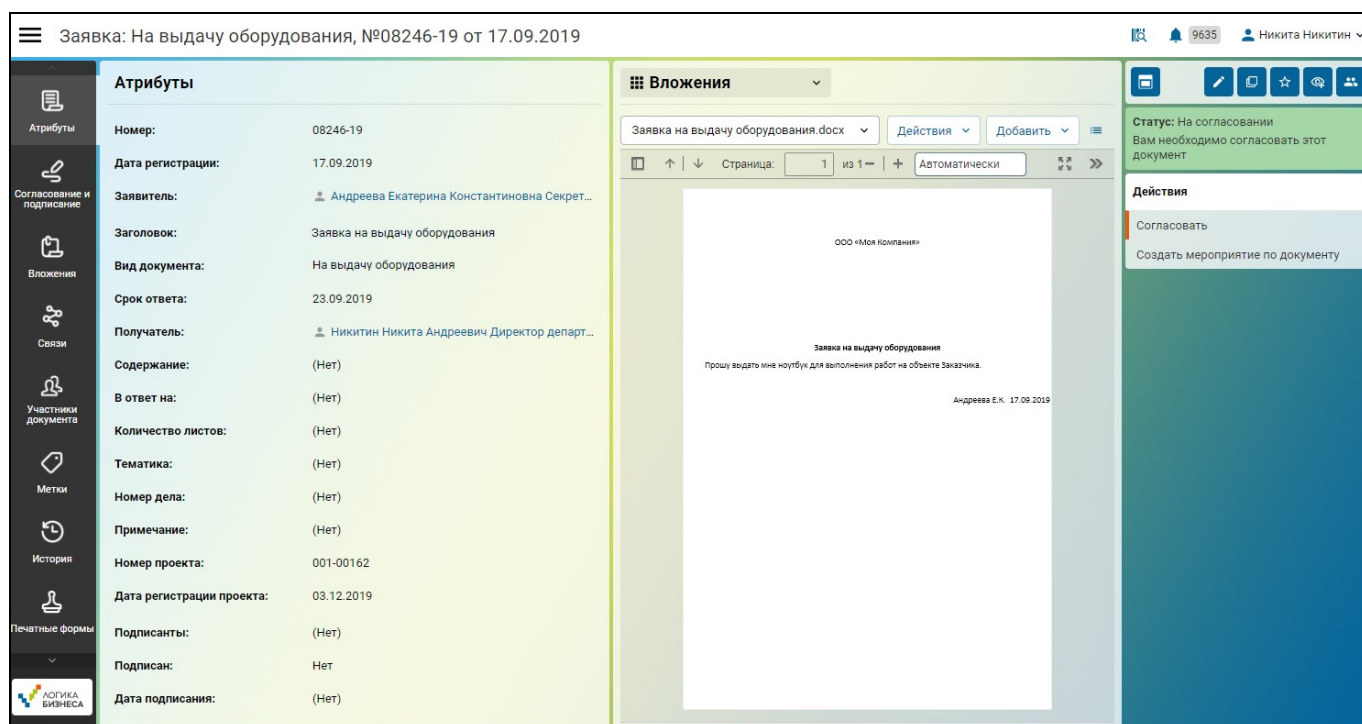 Заявка: На выдачу оборудования, №08246-19 от 17.09.2019
9635
Никита Никитин
Атрибуты
Согласование и
подписание
Вложения
Связи
Участники
документа
Метки
История
Печатные формы
ЛОГИКА
БИЗНЕСА
Атрибуты
Номер: 08246-19
Дата регистрации: 17.09.2019
Заявитель: Андреева Екатерина Константиновна Секрет...
Заголовок: Заявка на выдачу оборудования
Вид документа: На выдачу оборудования
Срок ответа: 23.09.2019
Получатель: Никитин Никита Андреевич Директор департ...
Содержание: (Нет)
В ответ на: (Нет)
Количество листов: (Нет)
Тематика: (Нет)
Номер дела: (Нет)
Примечание: (Нет)
Номер проекта: 001-00162
Дата регистрации проекта: 03.12.2019
Подписанты: (Нет)
Подписан: Нет
Дата подписания: (Нет)
Вложения
Заявка на выдачу оборудования.docx Действия Добавить
Страница: 1 из 1 Автоматически
ООО «Моя Компания»
Заявка на выдачу оборудования
Прошу выдать мне ноутбук для выполнения работ на объекте Заказчика.
Андреева Е.К. 17.09.2019
Статус: На согласовании
Вам необходимо согласовать этот
документ
Действия
Согласовать
Создать мероприятие по документу